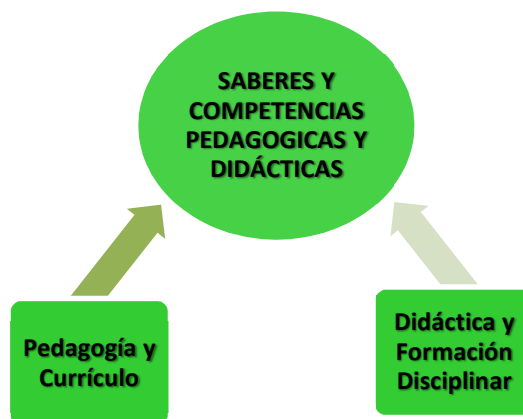 SABERES Y
COMPETENCIAS
PEDAGOGICAS Y
DIDÁCTICAS
Pedagogía y
Currículo
Didáctica y
Formación
Disciplinar